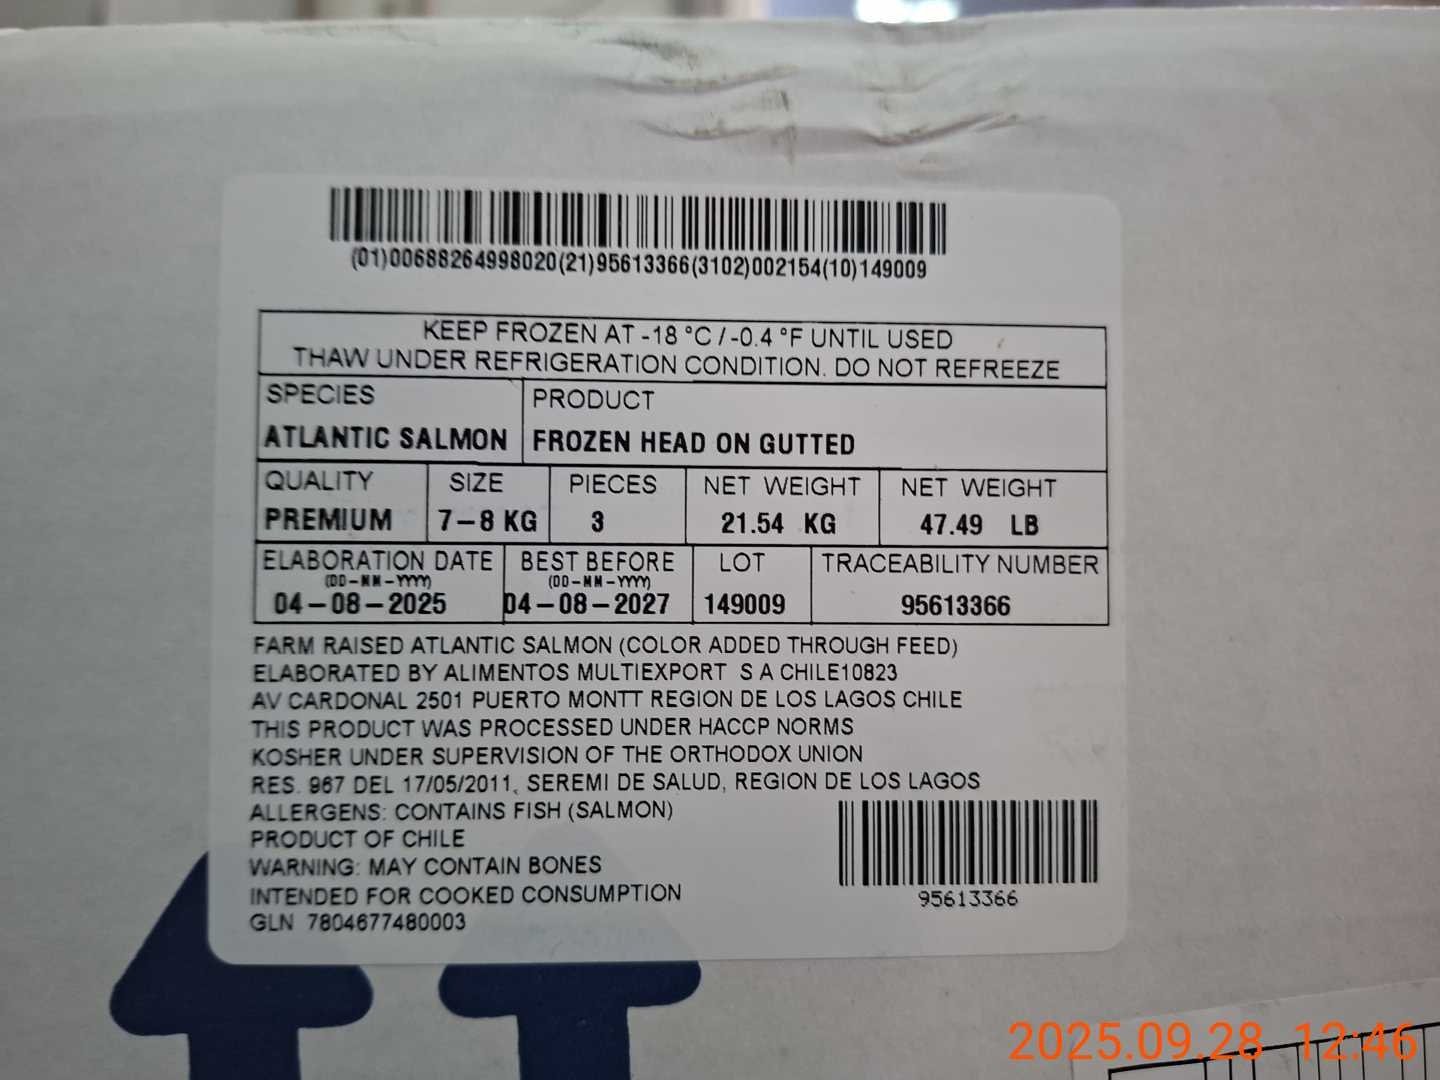 (01)00688264998020(21)95613366(3102)002154(10)149009
KEEP FROZEN AT -18 °C / -0.4 °F UNTIL USED
THAW UNDER REFRIGERATION CONDITION. DO NOT REFREEZE
SPECIES PRODUCT
ATLANTIC SALMON FROZEN HEAD ON GUTTED
QUALITY SIZE PIECES NET WEIGHT NET WEIGHT
PREMIUM 7-8 KG 3 21.54 KG 47.49 LB
ELABORATION DATE BEST BEFORE LOT TRACEABILITY NUMBER
(DD-MM-YYYY) (DD-MM-YYYY)
04-08-2025 04-08-2027 149009 95613366
FARM RAISED ATLANTIC SALMON (COLOR ADDED THROUGH FEED)
ELABORATED BY ALIMENTOS MULTIEXPORT S A CHILE10823
AV CARDONAL 2501 PUERTO MONTT REGION DE LOS LAGOS CHILE
THIS PRODUCT WAS PROCESSED UNDER HACCP NORMS
KOSHER UNDER SUPERVISION OF THE ORTHODOX UNION
RES. 967 DEL 17/05/2011, SEREMI DE SALUD, REGION DE LOS LAGOS
ALLERGENS: CONTAINS FISH (SALMON)
PRODUCT OF CHILE
WARNING: MAY CONTAIN BONES
INTENDED FOR COOKED CONSUMPTION
95613366
GLN 7804677480003
2025.09.28 12:46